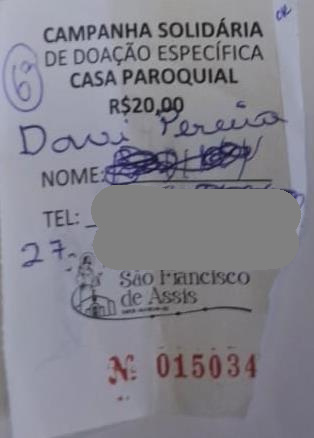 CAMPANHA SOLIDÁRIA
DE DOAÇÃO ESPECÍFICA
CASA PAROQUIAL
6ª
R$20,00
Davi Pereira
NOME:
TEL:
27
São Francisco
de Assis
Nº 015034